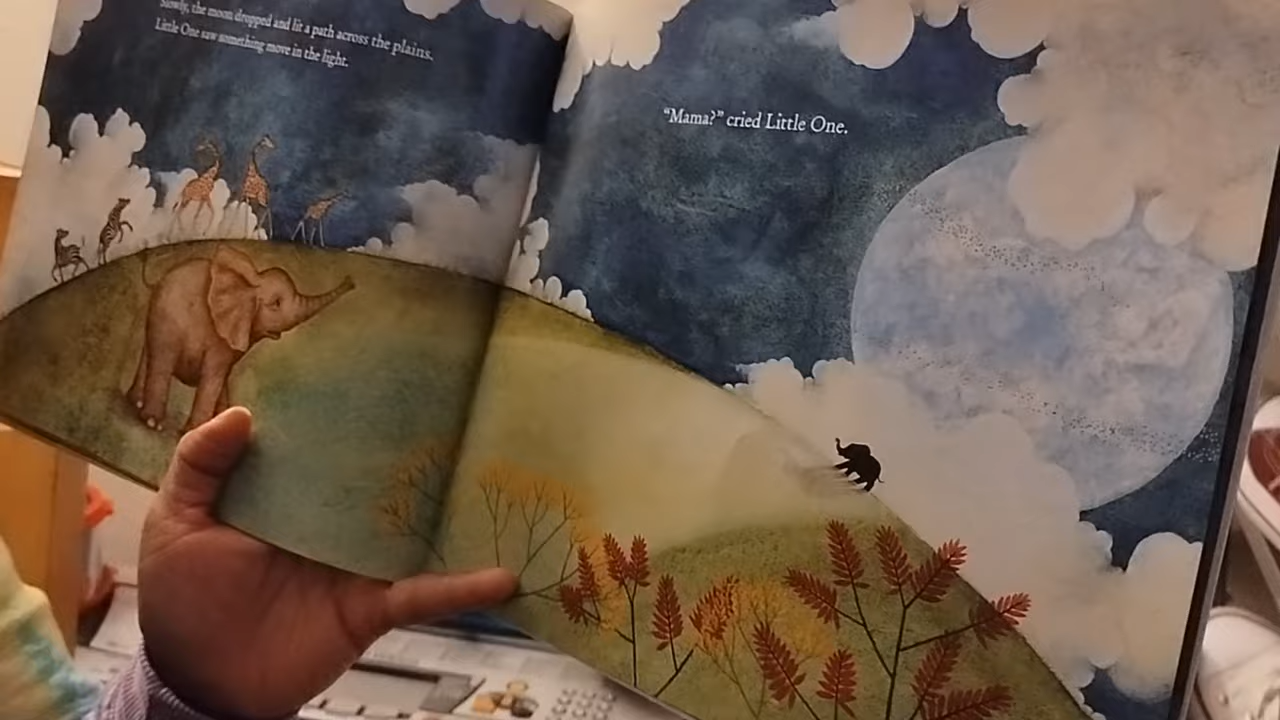 Slowly, the moon dropped and lit a path across the plains.
Little One saw something move in the light.
“Mama?” cried Little One.